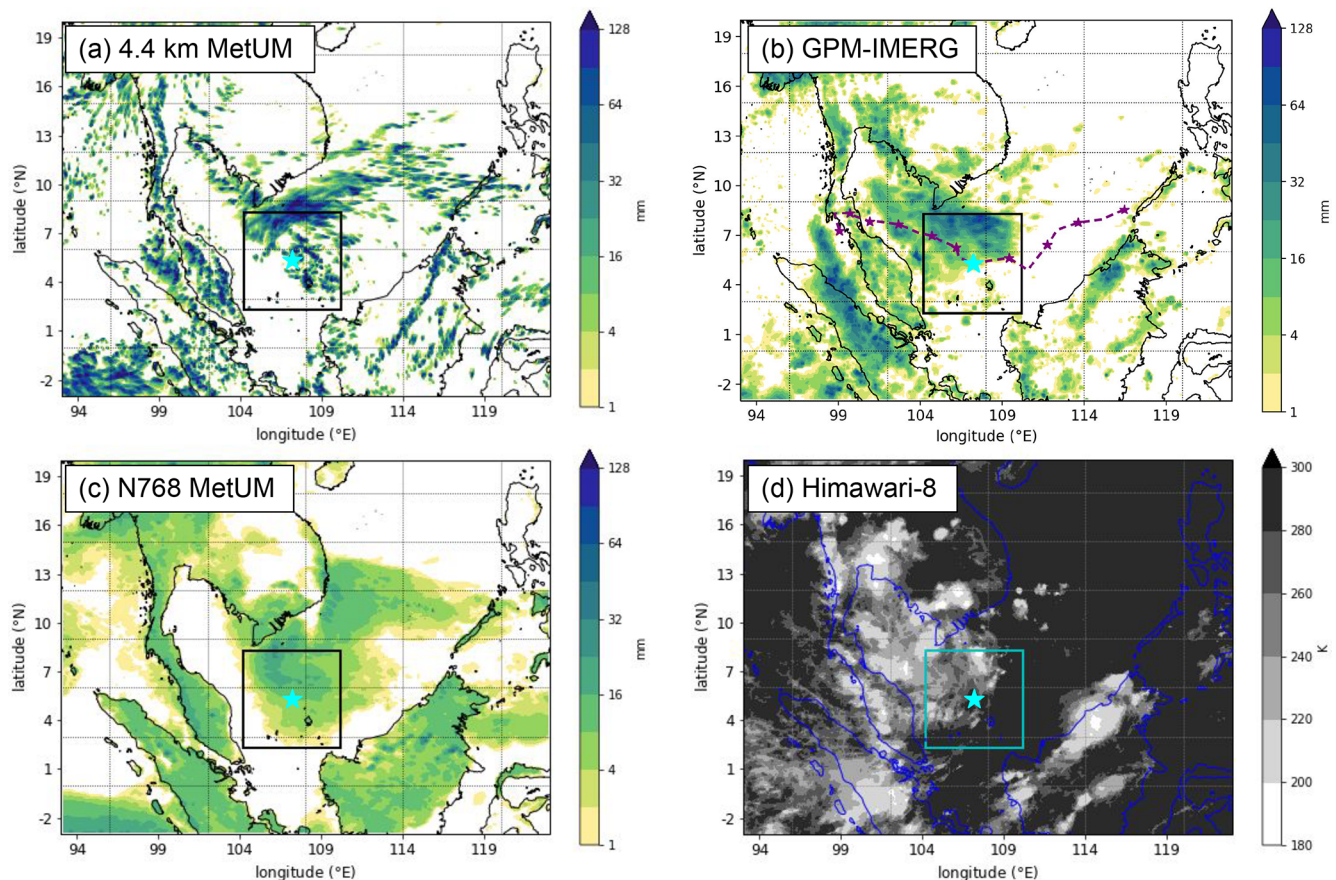 (a) 4.4 km MetUM
19
16
13
10
7
4
1
-2
latitude (°N)
94 99 104 109 114 119
longitude (°E)
128
64
32
16
4
1
mm
(b) GPM-IMERG
19
16
13
10
7
4
1
-2
latitude (°N)
94 99 104 109 114 119
longitude (°E)
128
64
32
16
4
1
mm
(c) N768 MetUM
19
16
13
10
7
4
1
-2
latitude (°N)
94 99 104 109 114 119
longitude (°E)
128
64
32
16
4
1
mm
(d) Himawari-8
19
16
13
10
7
4
1
-2
latitude (°N)
94 99 104 109 114 119
longitude (°E)
300
280
260
240
220
200
180
K